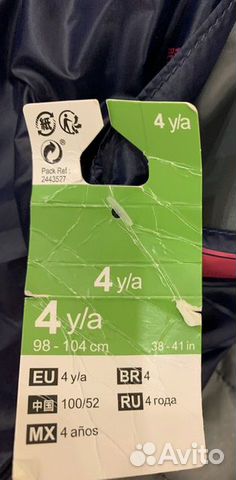 4 y/a
紙
Pack Ref :
2443527
4 y/a
4 y/a
98 - 104 cm 38 - 41 in
EU 4 y/a BR 4
中国 100/52 RU 4 года
MX 4 años
Avito